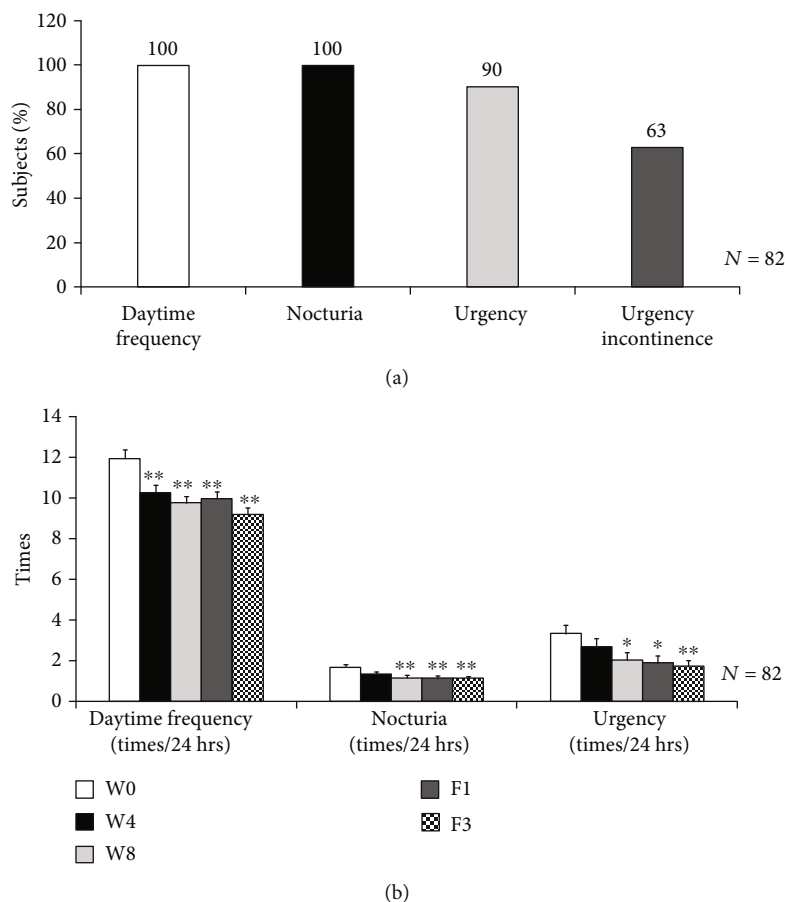 120
100
80
60
40
20
0
Subjects (%)
100
100
90
63
N = 82
Daytime frequency
Nocturia
Urgency
Urgency incontinence
(a)
14
12
10
8
6
4
2
0
Times
** ** ** **
** ** **
* * **
N = 82
Daytime frequency (times/24 hrs)
Nocturia (times/24 hrs)
Urgency (times/24 hrs)
W0
W4
W8
F1
F3
(b)